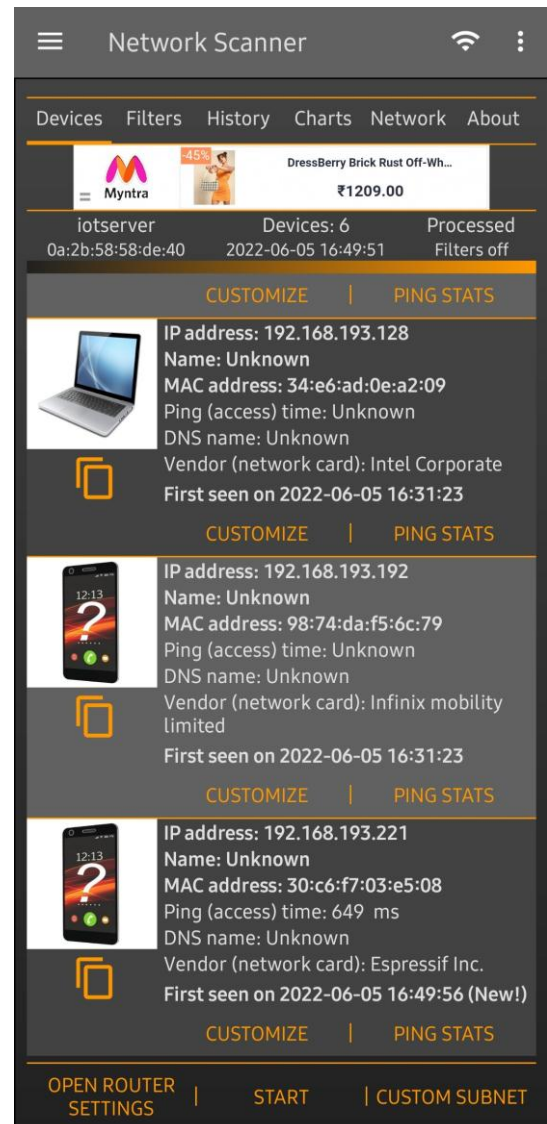 Network Scanner
Devices Filters History Charts Network About
-45%
Myntra
DressBerry Brick Rust Off-Wh...
₹1209.00
iotserver Devices: 6 Processed
0a:2b:58:58:de:40 2022-06-05 16:49:51 Filters off
CUSTOMIZE | PING STATS
IP address: 192.168.193.128
Name: Unknown
MAC address: 34:e6:ad:0e:a2:09
Ping (access) time: Unknown
DNS name: Unknown
Vendor (network card): Intel Corporate
First seen on 2022-06-05 16:31:23
CUSTOMIZE | PING STATS
12:13
?
IP address: 192.168.193.192
Name: Unknown
MAC address: 98:74:da:f5:6c:79
Ping (access) time: Unknown
DNS name: Unknown
Vendor (network card): Infinix mobility
limited
First seen on 2022-06-05 16:31:23
CUSTOMIZE | PING STATS
12:13
?
IP address: 192.168.193.221
Name: Unknown
MAC address: 30:c6:f7:03:e5:08
Ping (access) time: 649 ms
DNS name: Unknown
Vendor (network card): Espressif Inc.
First seen on 2022-06-05 16:49:56 (New!)
CUSTOMIZE | PING STATS
OPEN ROUTER
SETTINGS | START | CUSTOM SUBNET